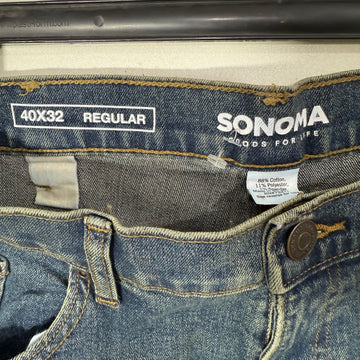 40X32 REGULAR
SONOMA
GOODS FOR LIFE
88% Cotton,
11% Polyester,